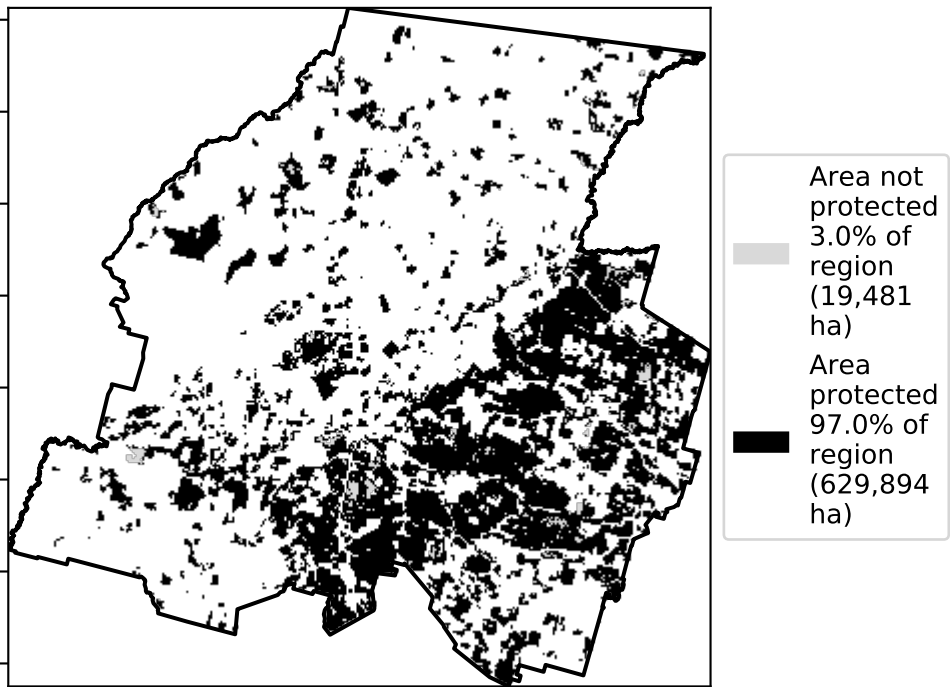 Area not
protected
3.0% of
region
(19,481
ha)
Area
protected
97.0% of
region
(629,894
ha)